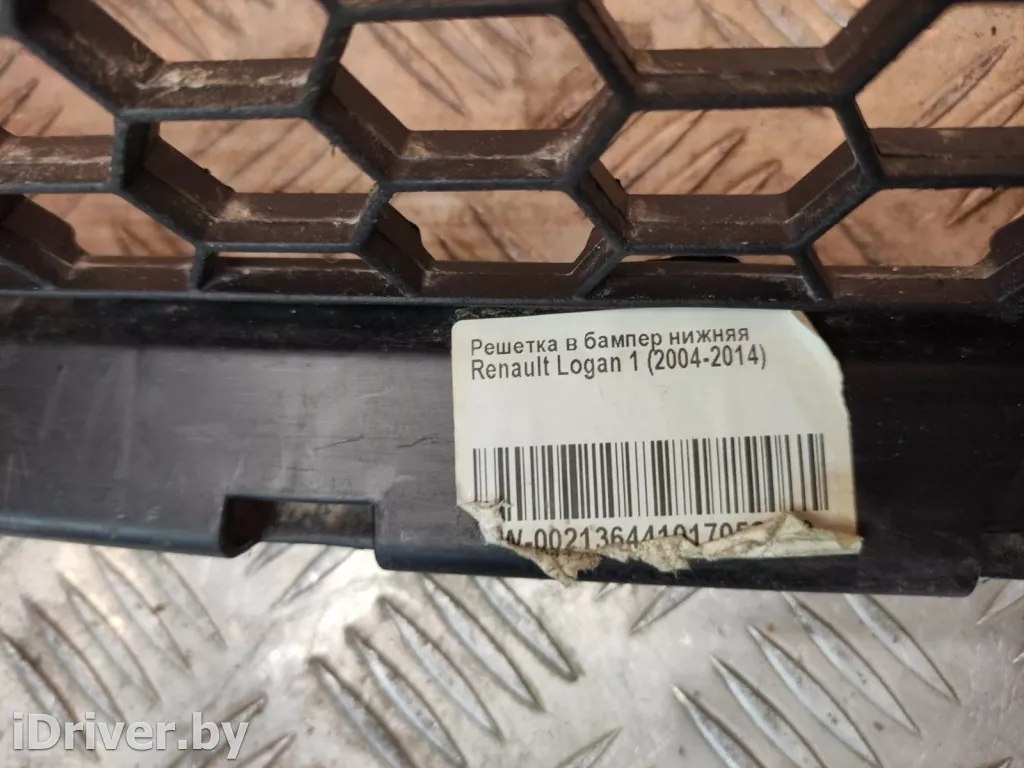 Решетка в бампер нижняя
Renault Logan 1 (2004-2014)
iDriver.by